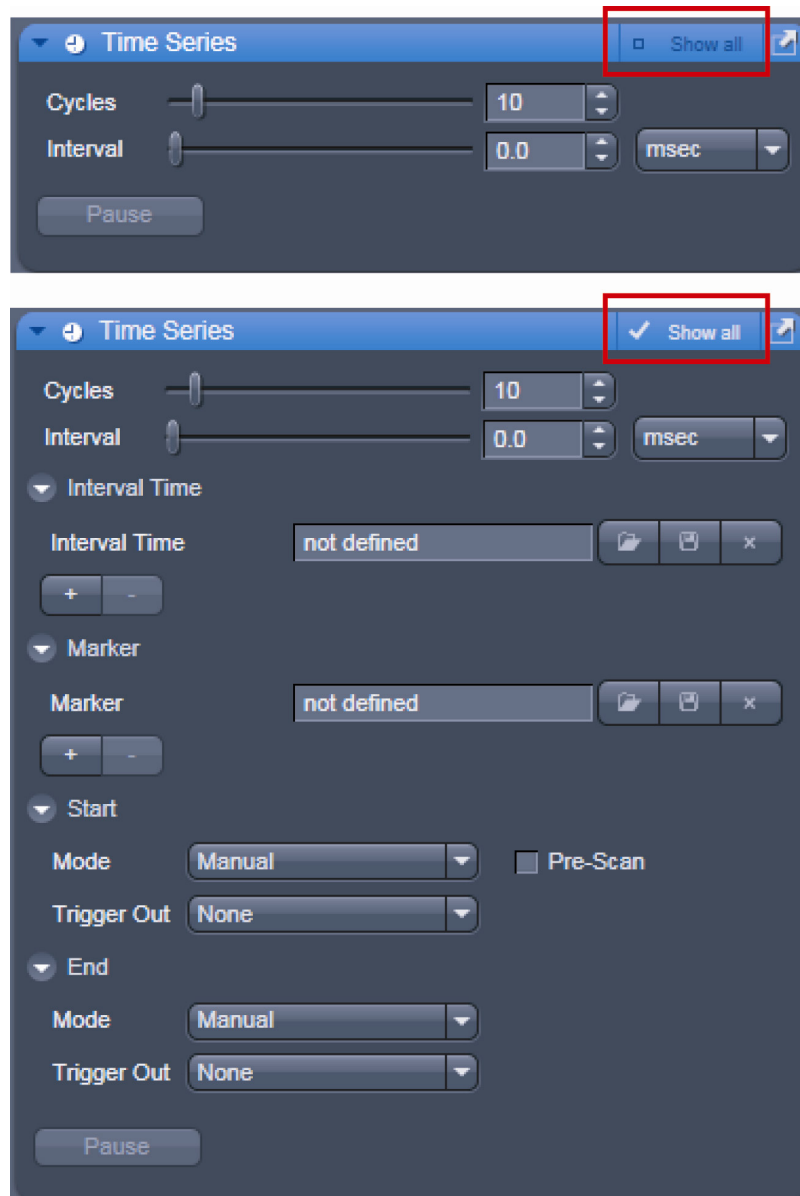 Time Series Show all
Cycles 10
Interval 0.0 msec
Pause
Time Series Show all
Cycles 10
Interval 0.0 msec
Interval Time
Interval Time not defined
+ -
Marker
Marker not defined
+ -
Start
Mode Manual Pre-Scan
Trigger Out None
End
Mode Manual
Trigger Out None
Pause